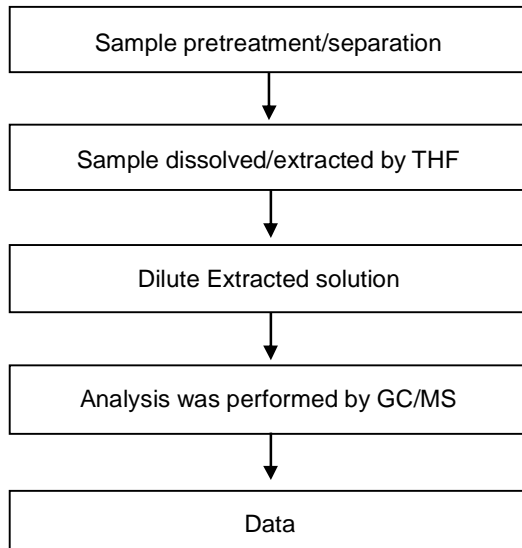 Sample pretreatment/separation
Sample dissolved/extracted by THF
Dilute Extracted solution
Analysis was performed by GC/MS
Data